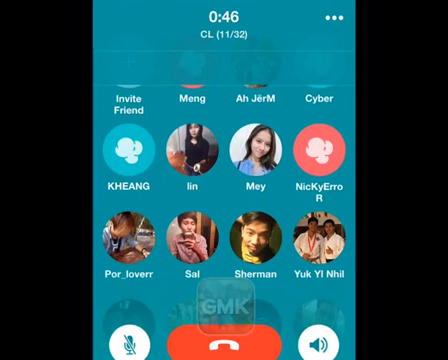 0:46
CL (11/32)
Invite
Friend
Meng
Ah JërM
Cyber
KHEANG
Iin
Mey
NicKyErro
R
Por_loverr
Sal
Sherman
Yuk YI Nhil
GMK